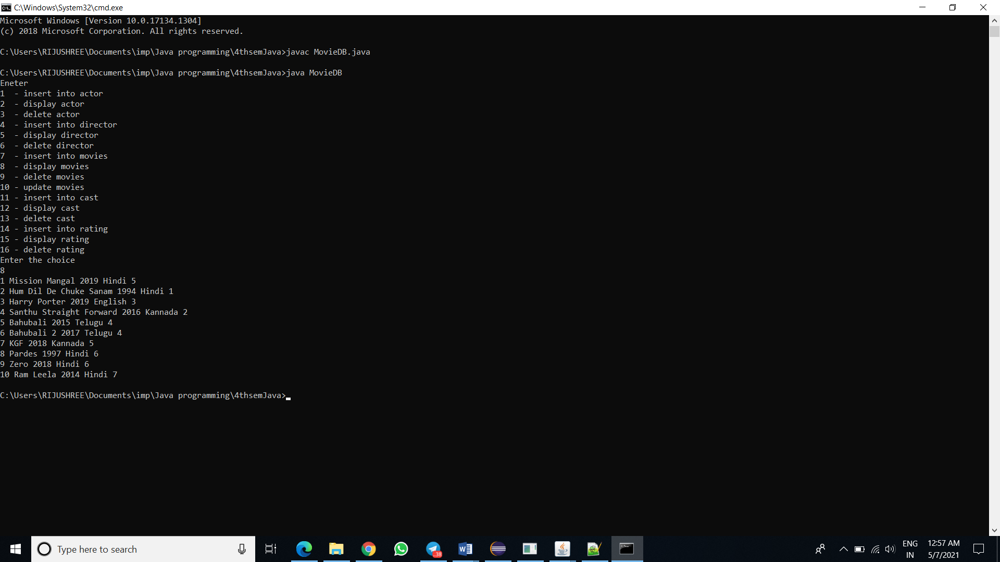 C:\Windows\System32\cmd.exe
Microsoft Windows [Version 10.0.17134.1304]
(c) 2018 Microsoft Corporation. All rights reserved.
C:\Users\RIJUSHREE\Documents\imp\Java programming\4thsemJava>javac MovieDB.java
C:\Users\RIJUSHREE\Documents\imp\Java programming\4thsemJava>java MovieDB
Eneter
1  - insert into actor
2  - display actor
3  - delete actor
4  - insert into director
5  - display director
6  - delete director
7  - insert into movies
8  - display movies
9  - delete movies
10 - update movies
11 - insert into cast
12 - display cast
13 - delete cast
14 - insert into rating
15 - display rating
16 - delete rating
Enter the choice
8
1 Mission Mangal 2019 Hindi 5
2 Hum Dil De Chuke Sanam 1994 Hindi 1
3 Harry Porter 2019 English 3
4 Santhu Straight Forward 2016 Kannada 2
5 Bahubali 2015 Telugu 4
6 Bahubali 2 2017 Telugu 4
7 KGF 2018 Kannada 5
8 Pardes 1997 Hindi 6
9 Zero 2018 Hindi 6
10 Ram Leela 2014 Hindi 7
C:\Users\RIJUSHREE\Documents\imp\Java programming\4thsemJava>
Type here to search
..38
ENG
IN
12:57 AM
5/7/2021